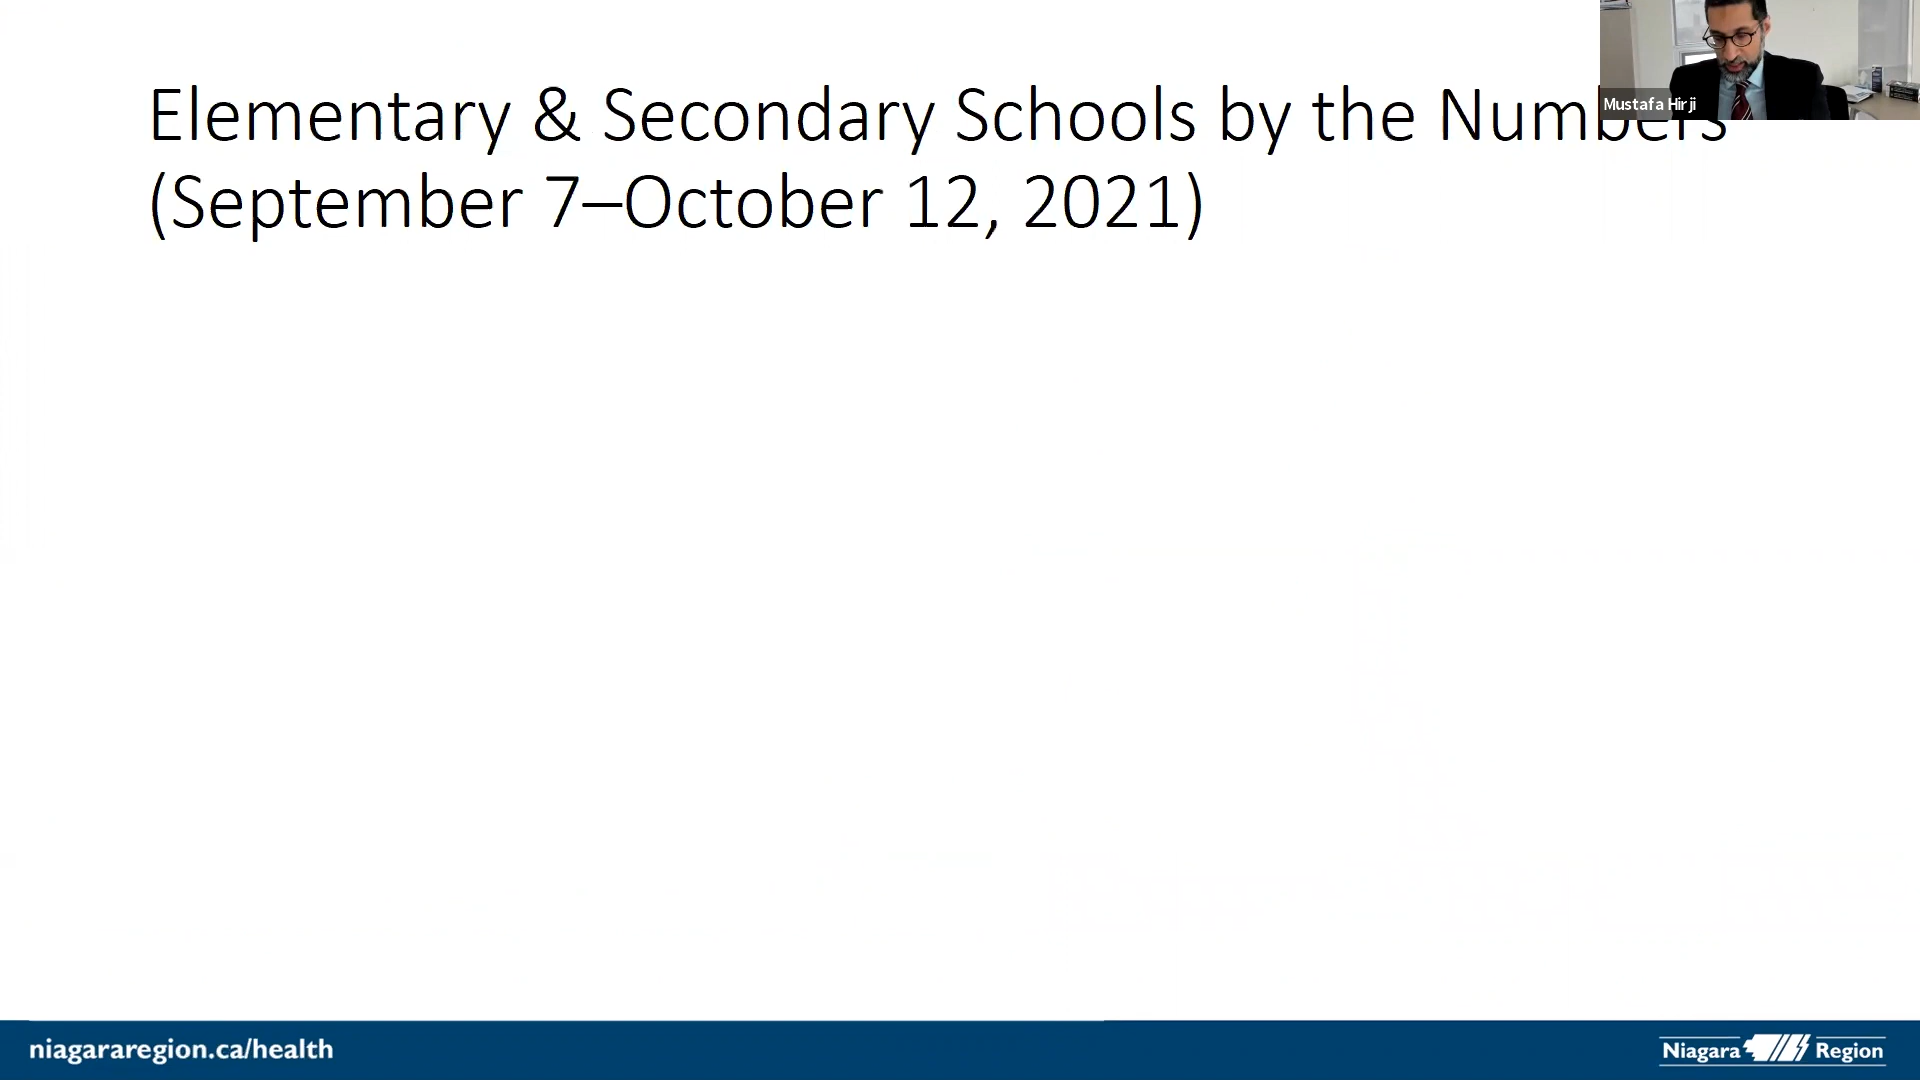 Elementary & Secondary Schools by the Numbers
(September 7–October 12, 2021)
Mustafa Hirji
niagararegion.ca/health
Niagara Region